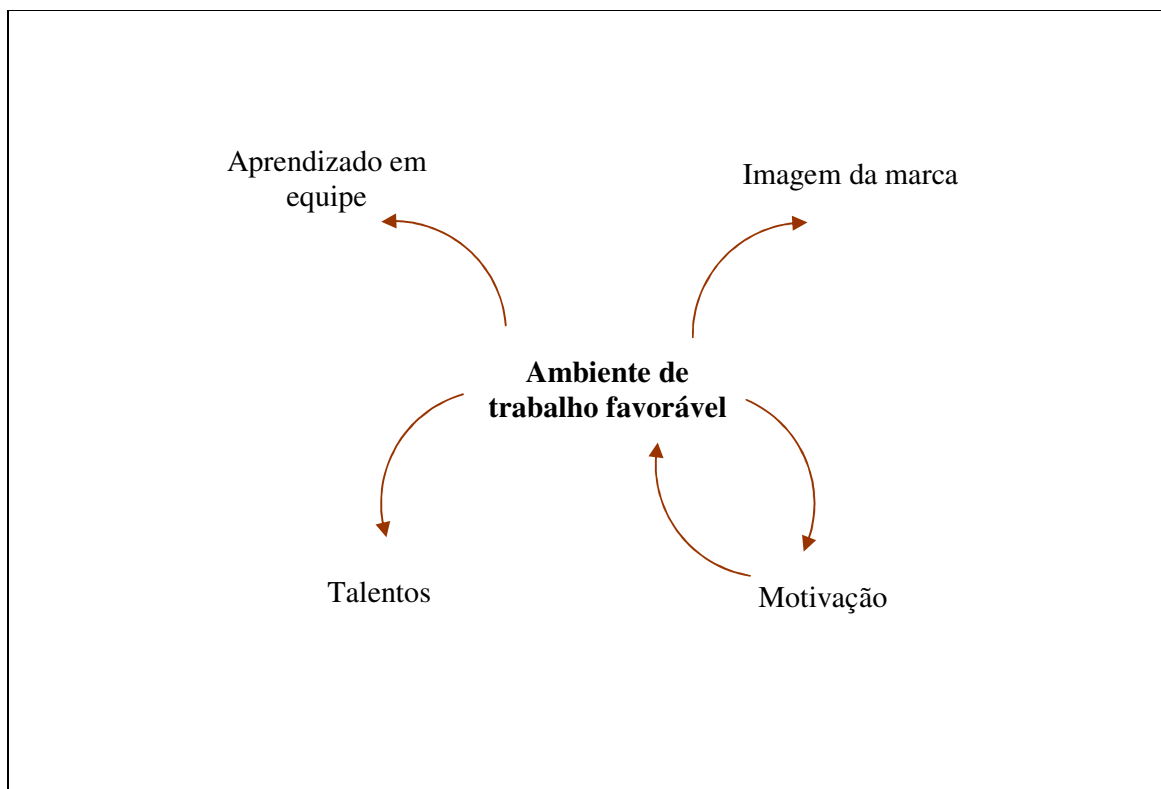 Aprendizado em
equipe
Imagem da marca
Ambiente de
trabalho favorável
Talentos
Motivação